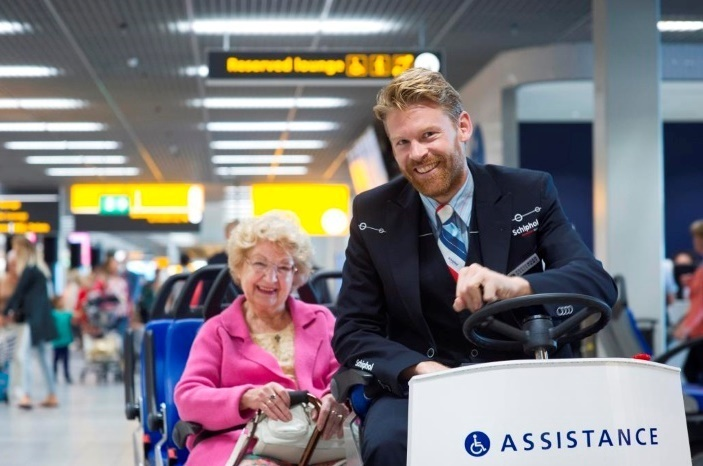 Reserved lounge
Schiphol
Schiphol
ASSISTANCE